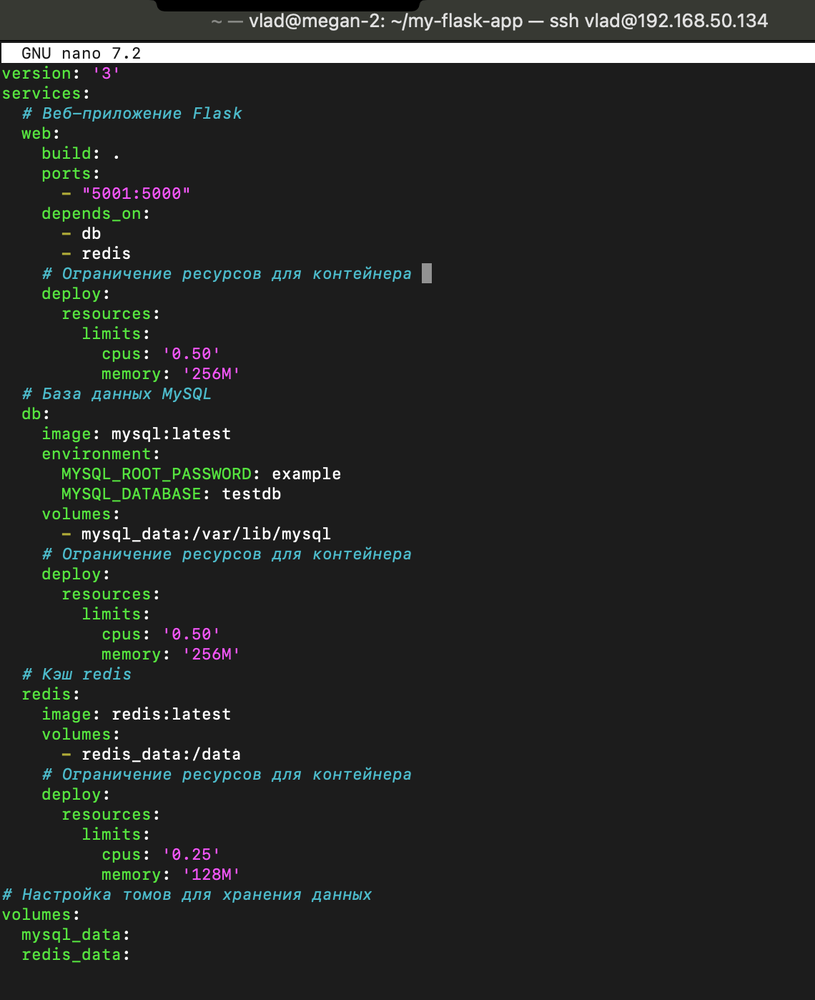 ~ — vlad@megan-2: ~/my-flask-app — ssh vlad@192.168.50.134
GNU nano 7.2
version: '3'
services:
  # Веб-приложение Flask
  web:
    build: .
    ports:
      - "5001:5000"
    depends_on:
      - db
      - redis
    # Ограничение ресурсов для контейнера
    deploy:
      resources:
        limits:
          cpus: '0.50'
          memory: '256M'
  # База данных MySQL
  db:
    image: mysql:latest
    environment:
      MYSQL_ROOT_PASSWORD: example
      MYSQL_DATABASE: testdb
    volumes:
      - mysql_data:/var/lib/mysql
    # Ограничение ресурсов для контейнера
    deploy:
      resources:
        limits:
          cpus: '0.50'
          memory: '256M'
  # Кэш redis
  redis:
    image: redis:latest
    volumes:
      - redis_data:/data
    # Ограничение ресурсов для контейнера
    deploy:
      resources:
        limits:
          cpus: '0.25'
          memory: '128M'
# Настройка томов для хранения данных
volumes:
  mysql_data:
  redis_data: